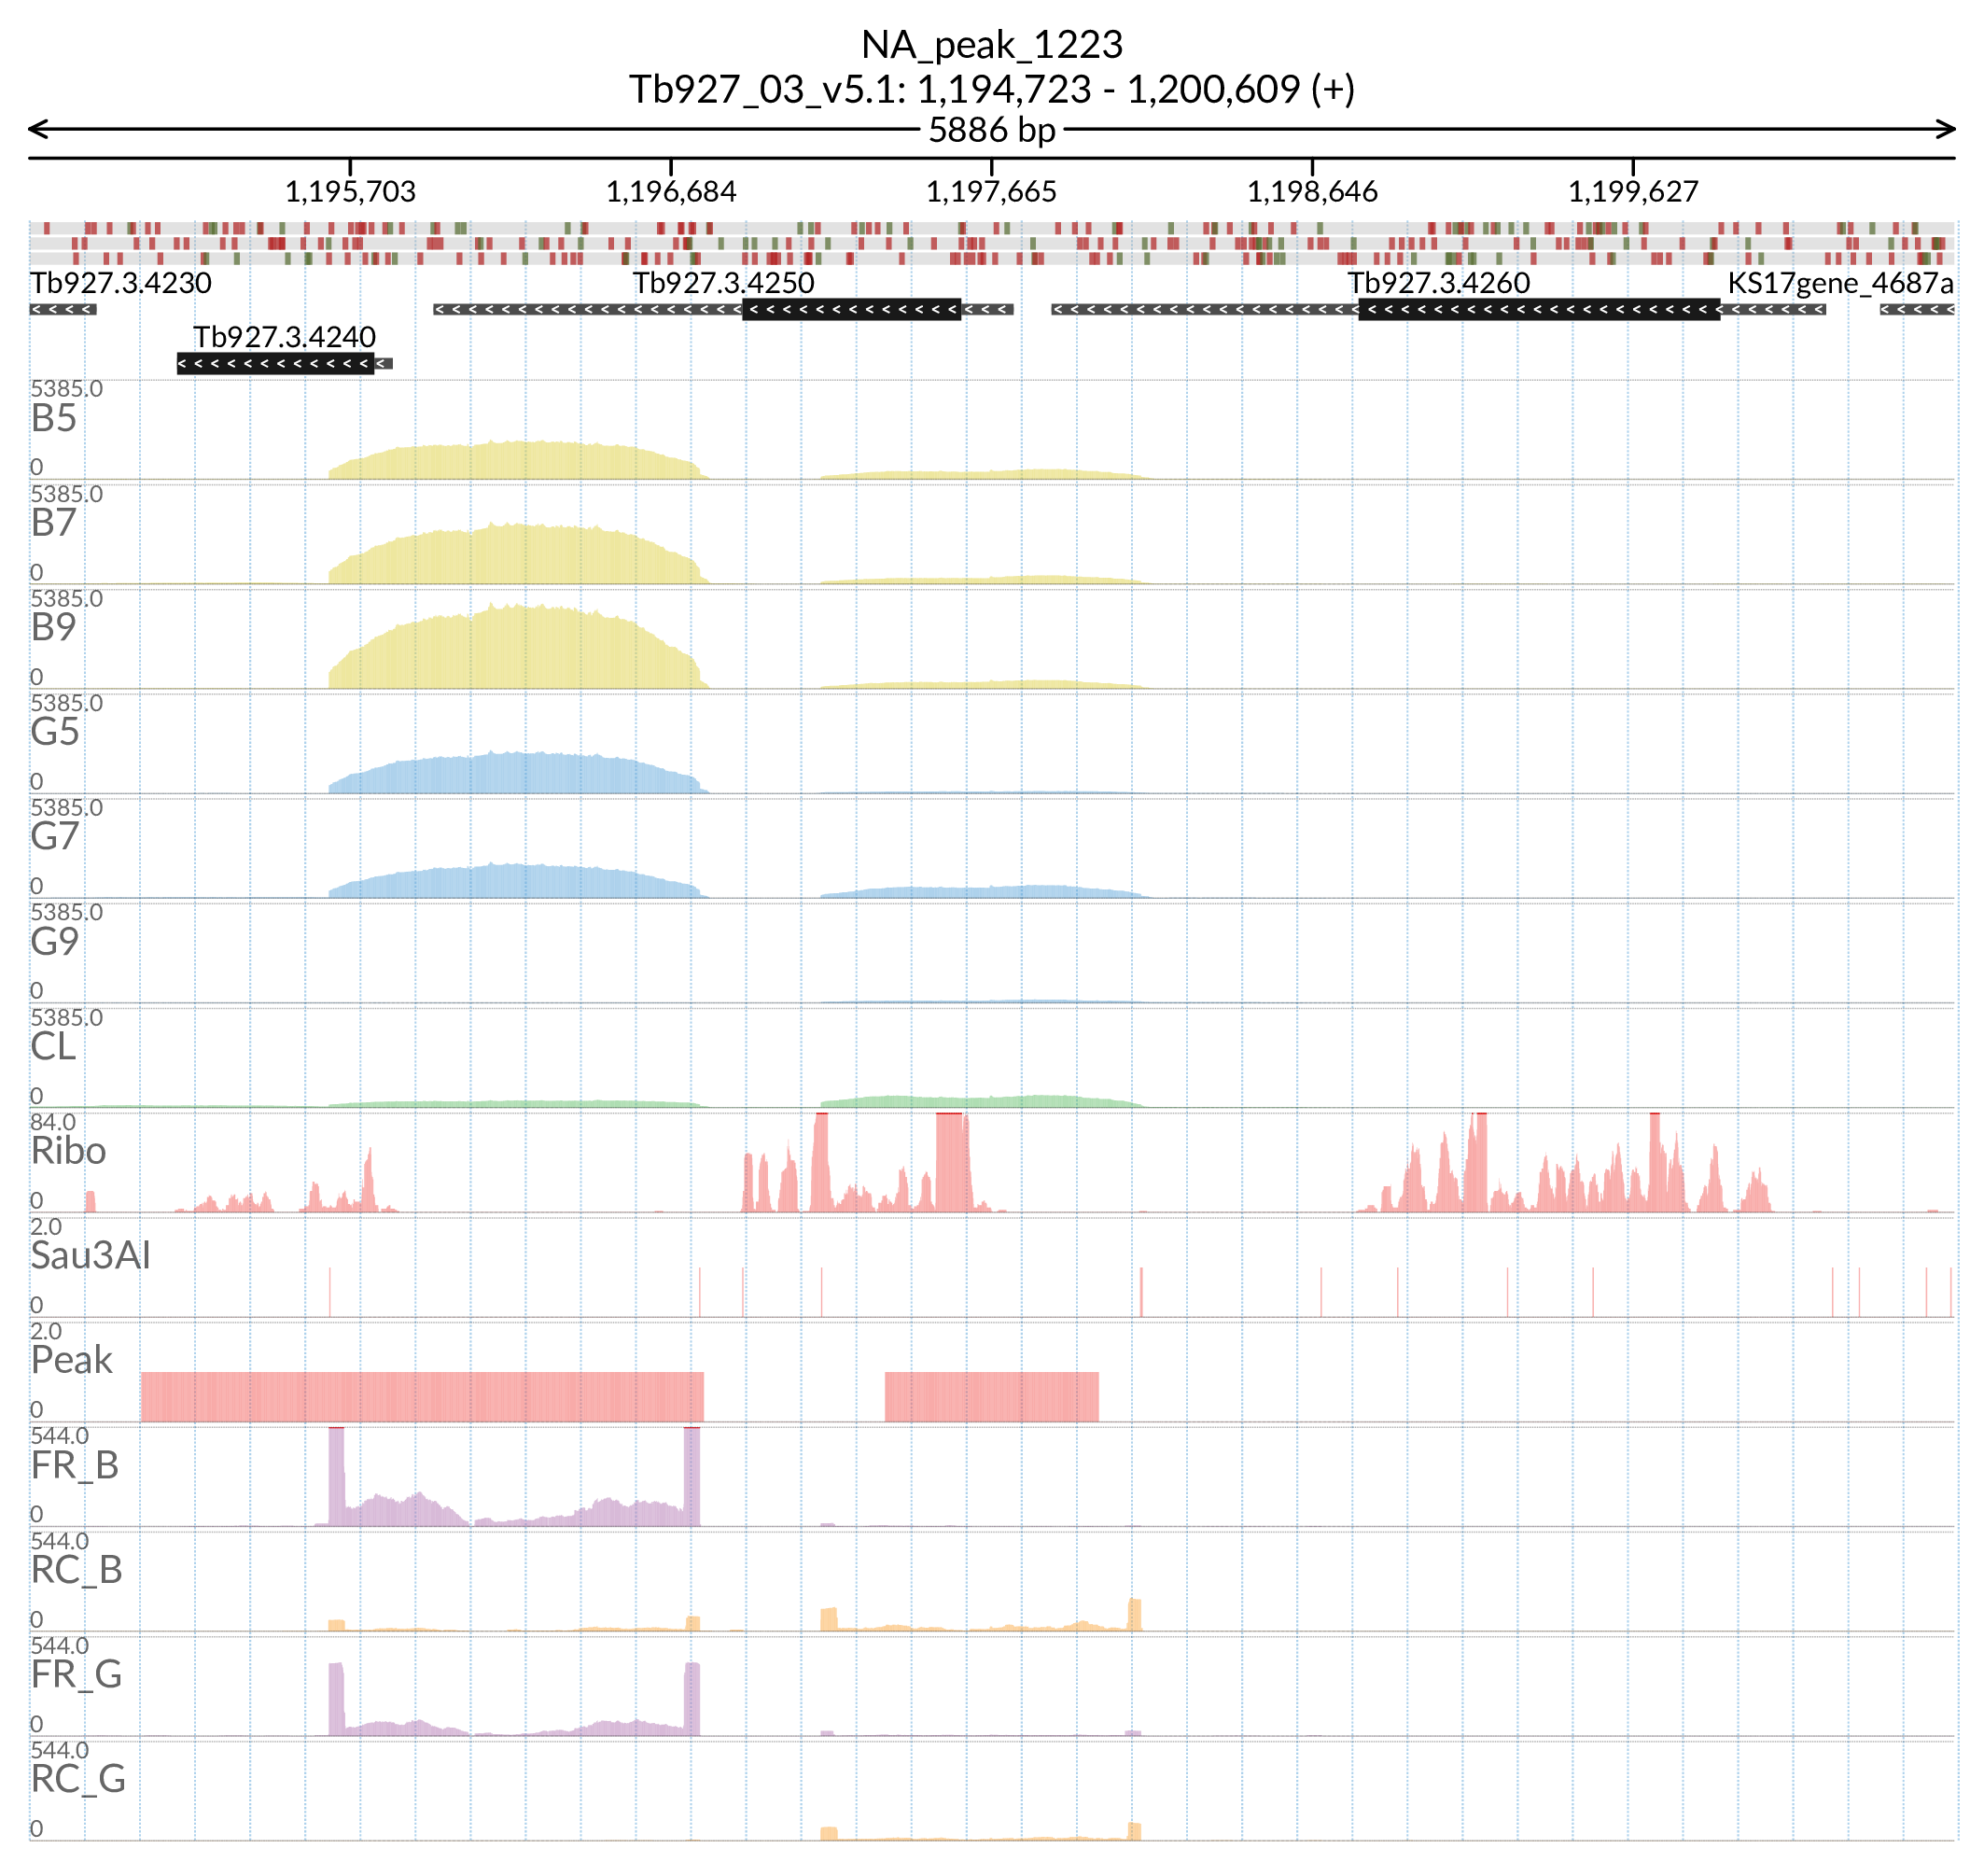 NA_peak_1223
Tb927_03_v5.1: 1,194,723 - 1,200,609 (+)
5886 bp
1,195,703 1,196,684 1,197,665 1,198,646 1,199,627
Tb927.3.4230 Tb927.3.4250 Tb927.3.4260 KS17gene_4687a
Tb927.3.4240
5385.0
B5
0
5385.0
B7
0
5385.0
B9
0
5385.0
G5
0
5385.0
G7
0
5385.0
G9
0
5385.0
CL
0
84.0
Ribo
0
2.0
Sau3AI
0
2.0
Peak
0
544.0
FR_B
0
544.0
RC_B
0
544.0
FR_G
0
544.0
RC_G
0